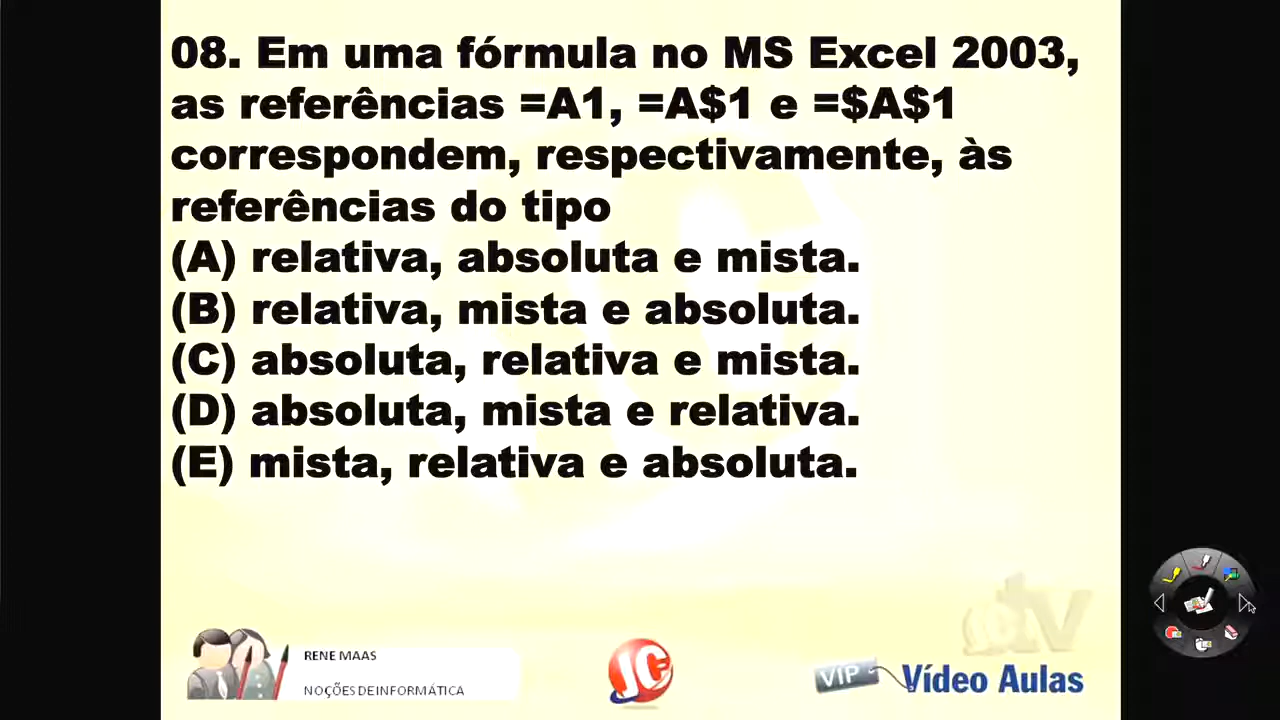 08. Em uma fórmula no MS Excel 2003,
as referências =A1, =A$1 e =$A$1
correspondem, respectivamente, às
referências do tipo
(A) relativa, absoluta e mista.
(B) relativa, mista e absoluta.
(C) absoluta, relativa e mista.
(D) absoluta, mista e relativa.
(E) mista, relativa e absoluta.
RENE MAAS
NOÇÕES DE INFORMÁTICA
JC
VIP Vídeo Aulas
tv